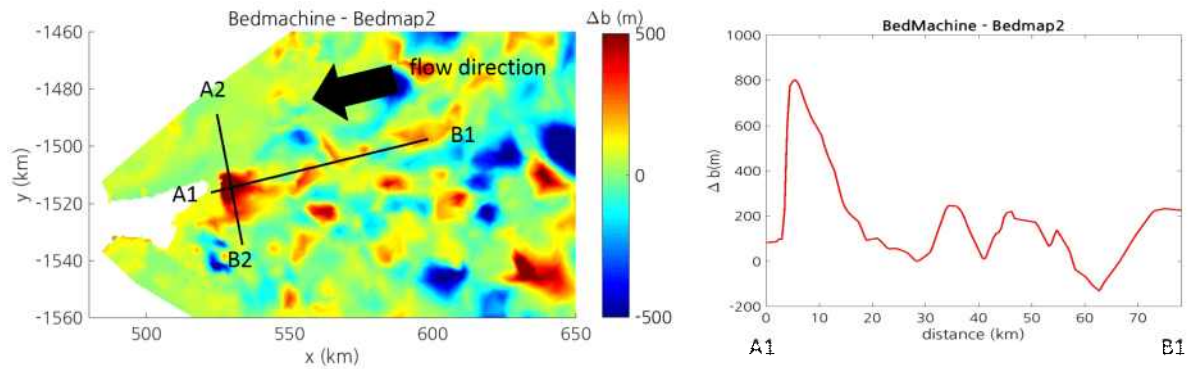 Bedmachine - Bedmap2
Δb (m)
-1460
-1480
-1500
-1520
-1540
-1560
y (km)
500
550
600
650
x (km)
A2
flow direction
B1
A1
B2
500
0
-500
BedMachine - Bedmap2
1000
800
600
400
200
0
-200
Δ b(m)
0
10
20
30
40
50
60
70
distance (km)
A1
B1